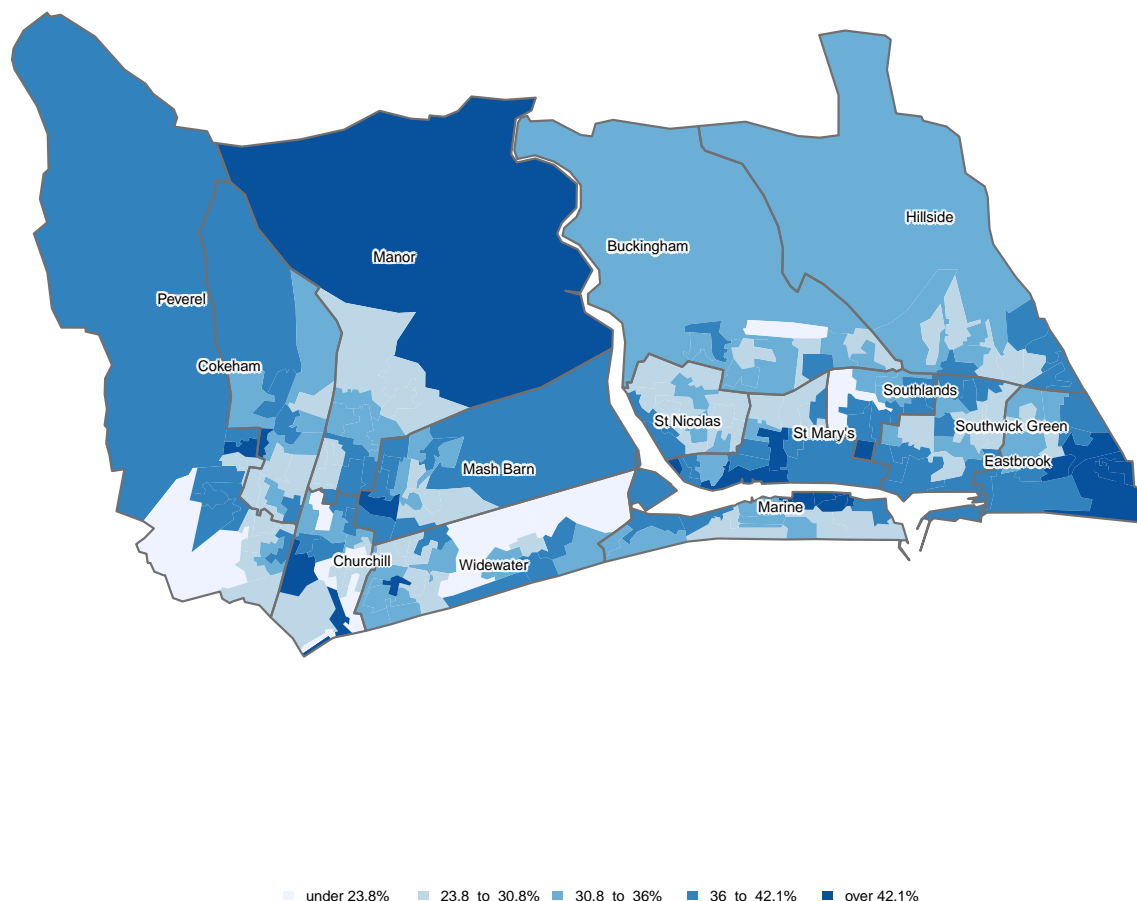 Hillside
Buckingham
Manor
Peverel
Cokeham
Southlands
St Nicolas
Southwick Green
St Mary's
Eastbrook
Mash Barn
Marine
Churchill
Widewater
under 23.8%
23.8 to 30.8%
30.8 to 36%
36 to 42.1%
over 42.1%